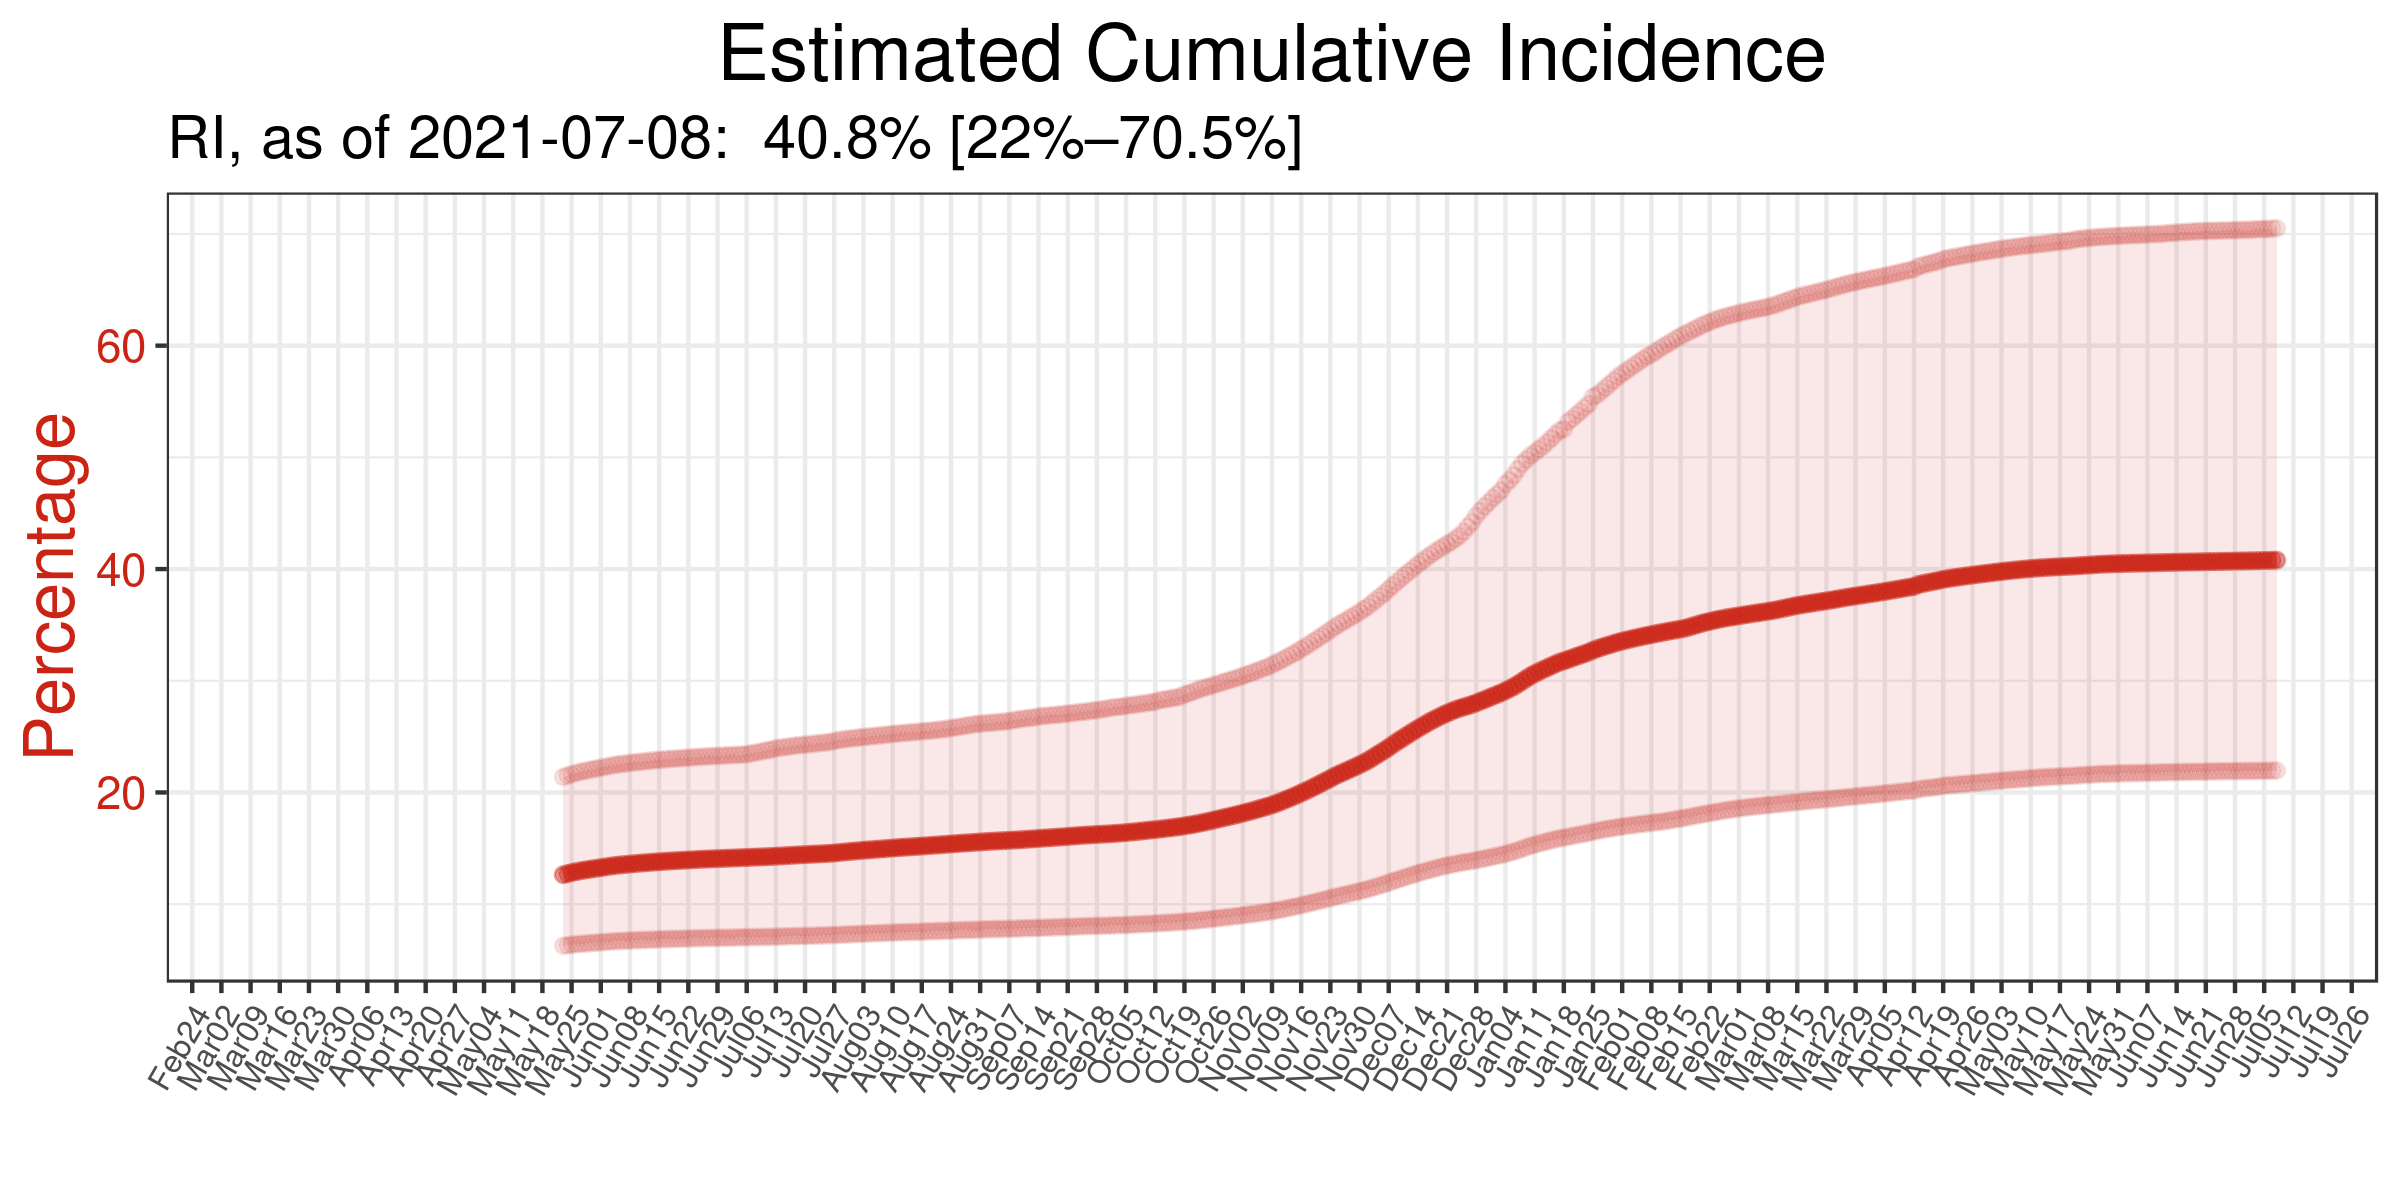 Estimated Cumulative Incidence
RI, as of 2021-07-08:  40.8% [22%–70.5%]
Percentage
60
40
20
Feb24
Mar02
Mar09
Mar16
Mar23
Mar30
Apr06
Apr13
Apr20
Apr27
May04
May11
May18
May25
Jun01
Jun08
Jun15
Jun22
Jun29
Jul06
Jul13
Jul20
Jul27
Aug03
Aug10
Aug17
Aug24
Aug31
Sep07
Sep14
Sep21
Sep28
Oct05
Oct12
Oct19
Oct26
Nov02
Nov09
Nov16
Nov23
Nov30
Dec07
Dec14
Dec21
Dec28
Jan04
Jan11
Jan18
Jan25
Feb01
Feb08
Feb15
Feb22
Mar01
Mar08
Mar15
Mar22
Mar29
Apr05
Apr12
Apr19
Apr26
May03
May10
May17
May24
May31
Jun07
Jun14
Jun21
Jun28
Jul05
Jul12
Jul19
Jul26